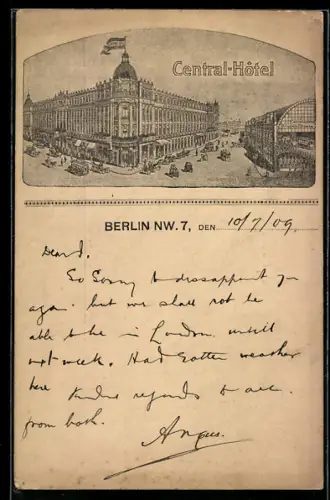 Central-Hôtel
BERLIN NW. 7, DEN 10/7/09.
Dear J.
So Sorry to dissappoint you
again. but we shall not be
able to be in London until
next week. Had rotten weather
here Kindest regards to all.
from both.
Angus.